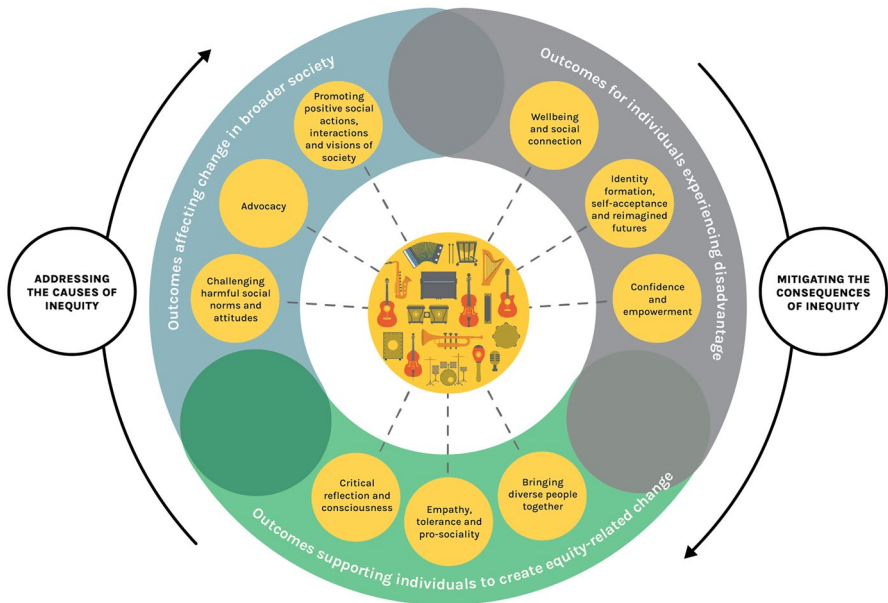 Outcomes affecting change in broader society
Outcomes for individuals experiencing disadvantage
Promoting
positive social
actions,
interactions
and visions of
society
Wellbeing
and social
connection
Advocacy
Identity
formation,
self-acceptance
and reimagined
futures
ADDRESSING
THE CAUSES OF
INEQUITY
Challenging
harmful social
norms and
attitudes
Confidence
and
empowerment
MITIGATING THE
CONSEQUENCES
OF INEQUITY
Critical
reflection and
consciousness
Empathy,
tolerance and
pro-sociality
Bringing
diverse people
together
Outcomes supporting individuals to create equity-related change